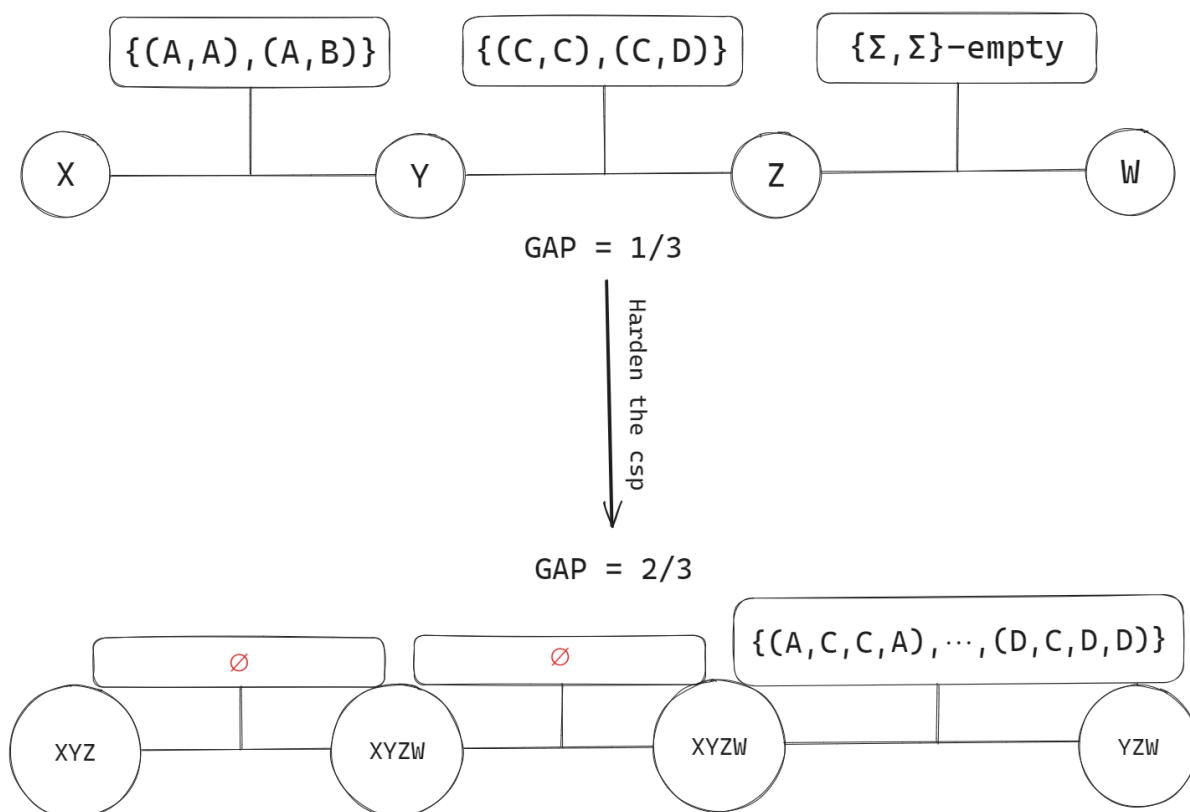 {(A,A),(A,B)}
{(C,C),(C,D)}
{Σ,Σ}-empty
X
Y
Z
W
GAP = 1/3
Harden the csp
GAP = 2/3
∅
∅
{(A,C,C,A),⋯,(D,C,D,D)}
XYZ
XYZW
XYZW
YZW